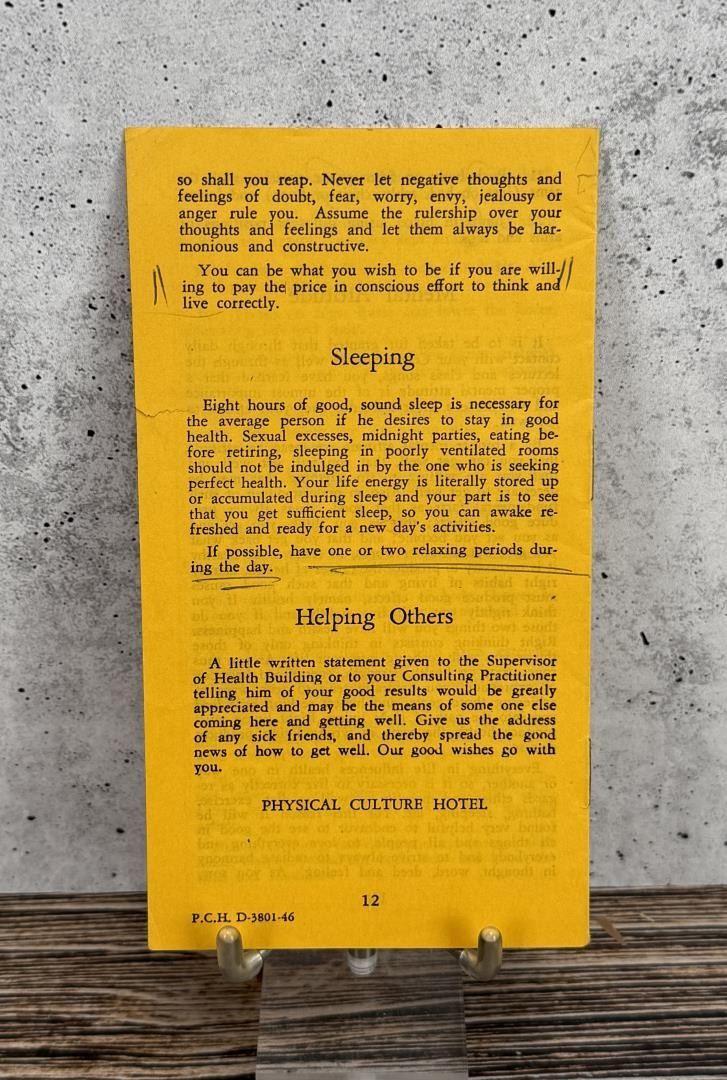 so shall you reap. Never let negative thoughts and
feelings of doubt, fear, worry, envy, jealousy or
anger rule you. Assume the rulership over your
thoughts and feelings and let them always be har-
monious and constructive.
You can be what you wish to be if you are will-
ing to pay the price in conscious effort to think and
live correctly.
Sleeping
Eight hours of good, sound sleep is necessary for
the average person if he desires to stay in good
health. Sexual excesses, midnight parties, eating be-
fore retiring, sleeping in poorly ventilated rooms
should not be indulged in by the one who is seeking
perfect health. Your life energy is literally stored up
or accumulated during sleep and your part is to see
that you get sufficient sleep, so you can awake re-
freshed and ready for a new day's activities.
If possible, have one or two relaxing periods dur-
ing the day.
Helping Others
A little written statement given to the Supervisor
of Health Building or to your Consulting Practitioner
telling him of your good results would be greatly
appreciated and may be the means of some one else
coming here and getting well. Give us the address
of any sick friends, and thereby spread the good
news of how to get well. Our good wishes go with
you.
PHYSICAL CULTURE HOTEL
12
P.C.H. D-3801-46